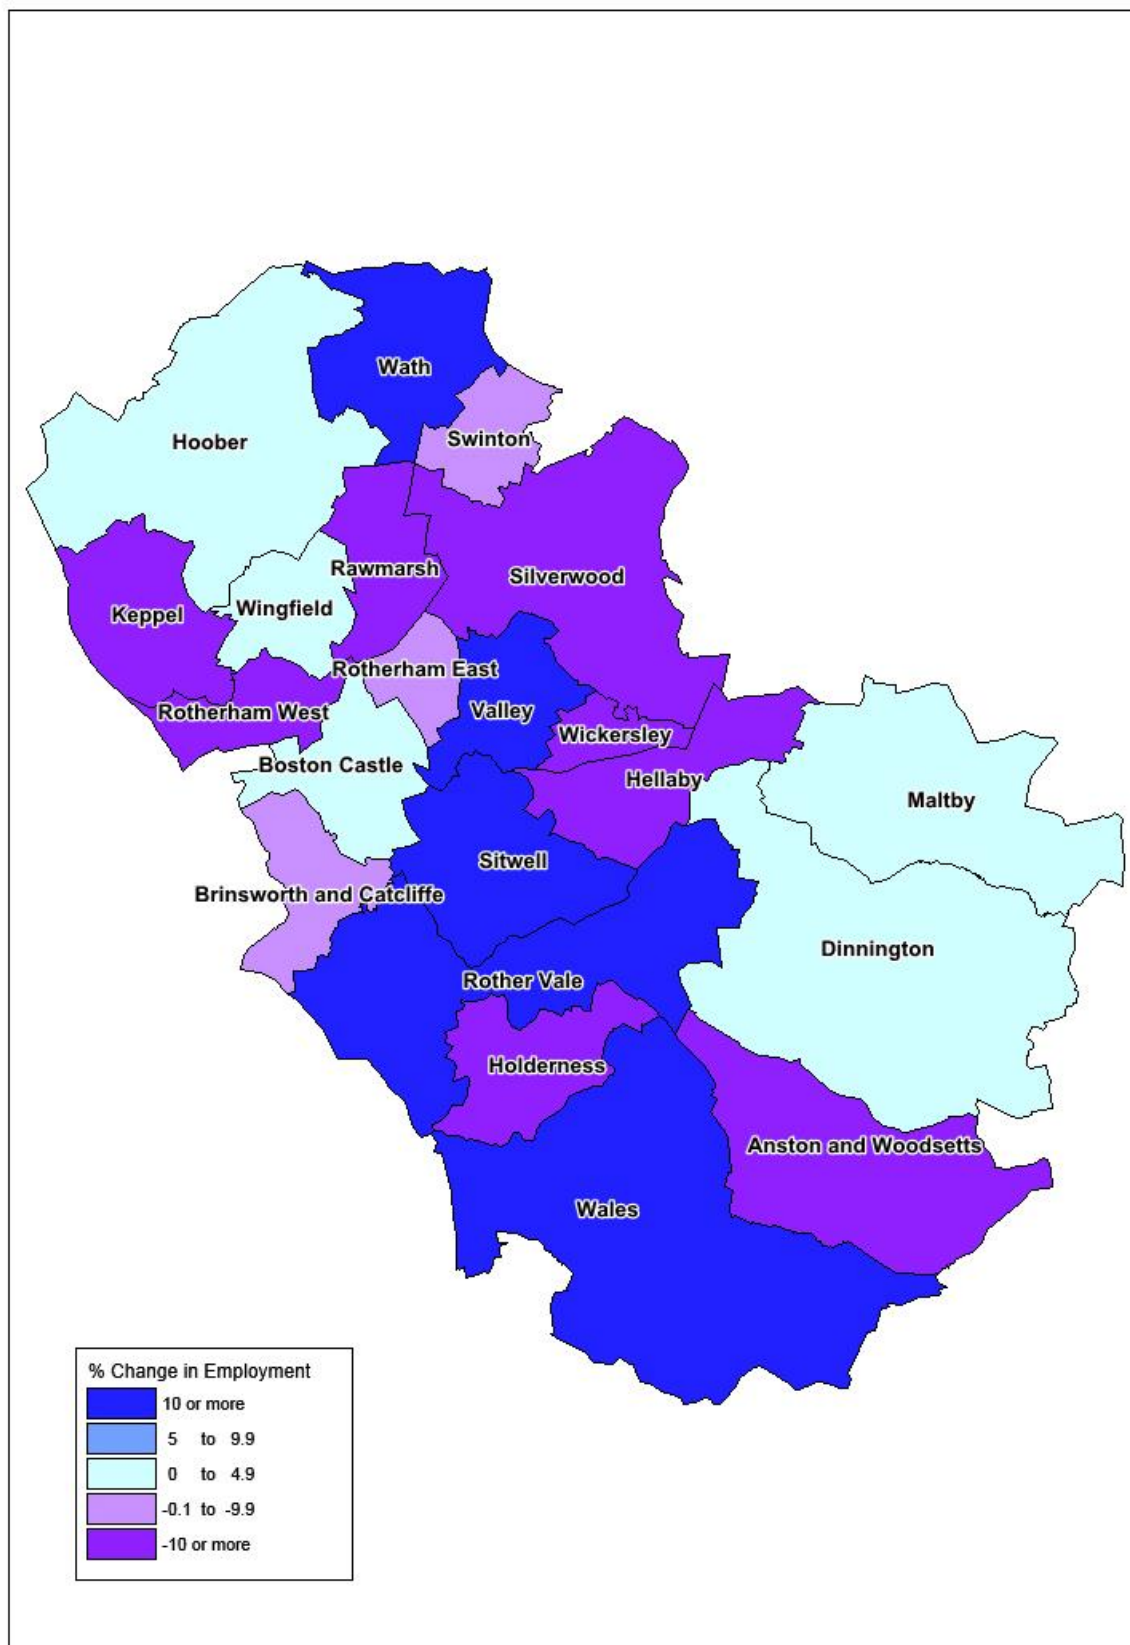 Wath
Swinton
Hoober
Rawmarsh
Silverwood
Keppel
Wingfield
Rotherham East
Rotherham West
Valley
Wickersley
Boston Castle
Hellaby
Maltby
Sitwell
Brinsworth and Catcliffe
Dinnington
Rother Vale
Holderness
Anston and Woodsetts
Wales
% Change in Employment
10 or more
5 to 9.9
0 to 4.9
-0.1 to -9.9
-10 or more